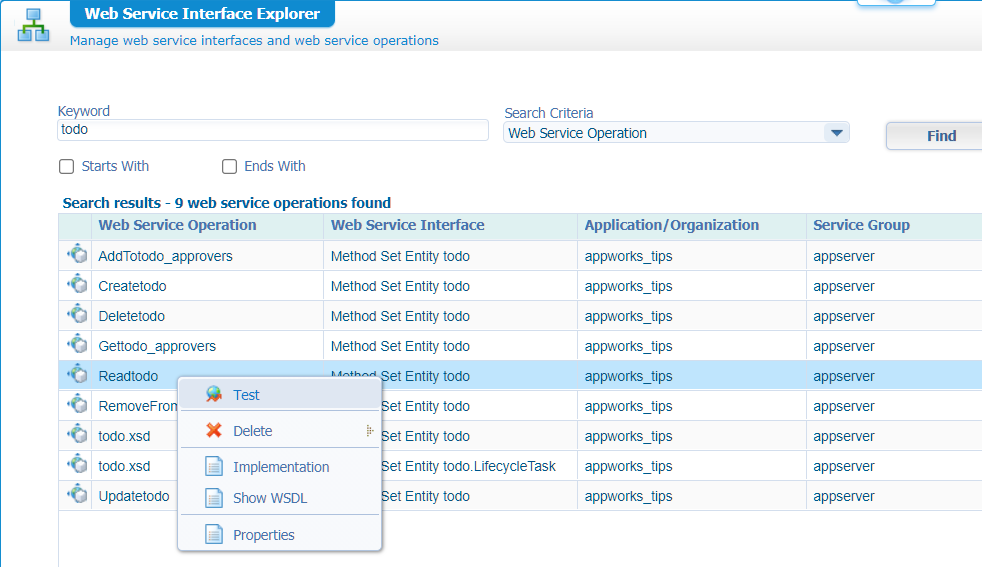 Web Service Interface Explorer
Manage web service interfaces and web service operations
Keyword
Search Criteria
todo
Web Service Operation
Find
Starts With
Ends With
Search results - 9 web service operations found
Web Service Operation Web Service Interface Application/Organization Service Group
AddTotodo_approvers Method Set Entity todo appworks_tips appserver
Createtodo Method Set Entity todo appworks_tips appserver
Deletetodo Method Set Entity todo appworks_tips appserver
Gettodo_approvers Method Set Entity todo appworks_tips appserver
Readtodo Method Set Entity todo appworks_tips appserver
Test
RemoveFrom Set Entity todo appworks_tips appserver
Delete
todo.xsd Set Entity todo appworks_tips appserver
todo.xsd Set Entity todo.LifecycleTask appworks_tips appserver
Implementation
Updatetodo Set Entity todo appworks_tips appserver
Show WSDL
Properties